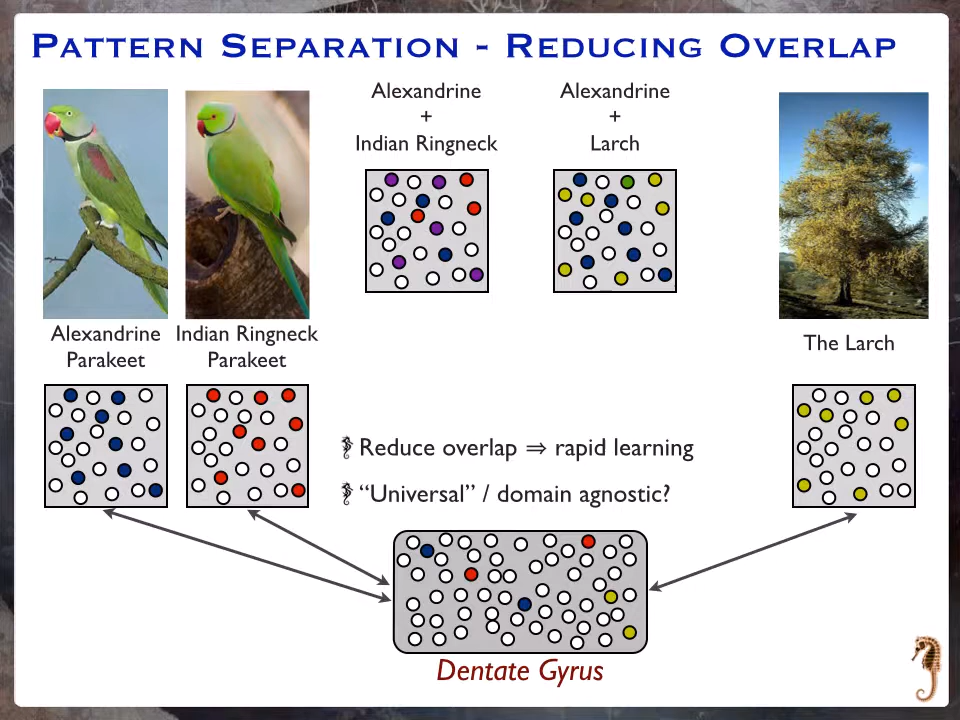 Pattern Separation - Reducing Overlap
Alexandrine
+
Indian Ringneck
Alexandrine
+
Larch
Alexandrine
Parakeet
Indian Ringneck
Parakeet
The Larch
Reduce overlap ⇒ rapid learning
“Universal” / domain agnostic?
Dentate Gyrus